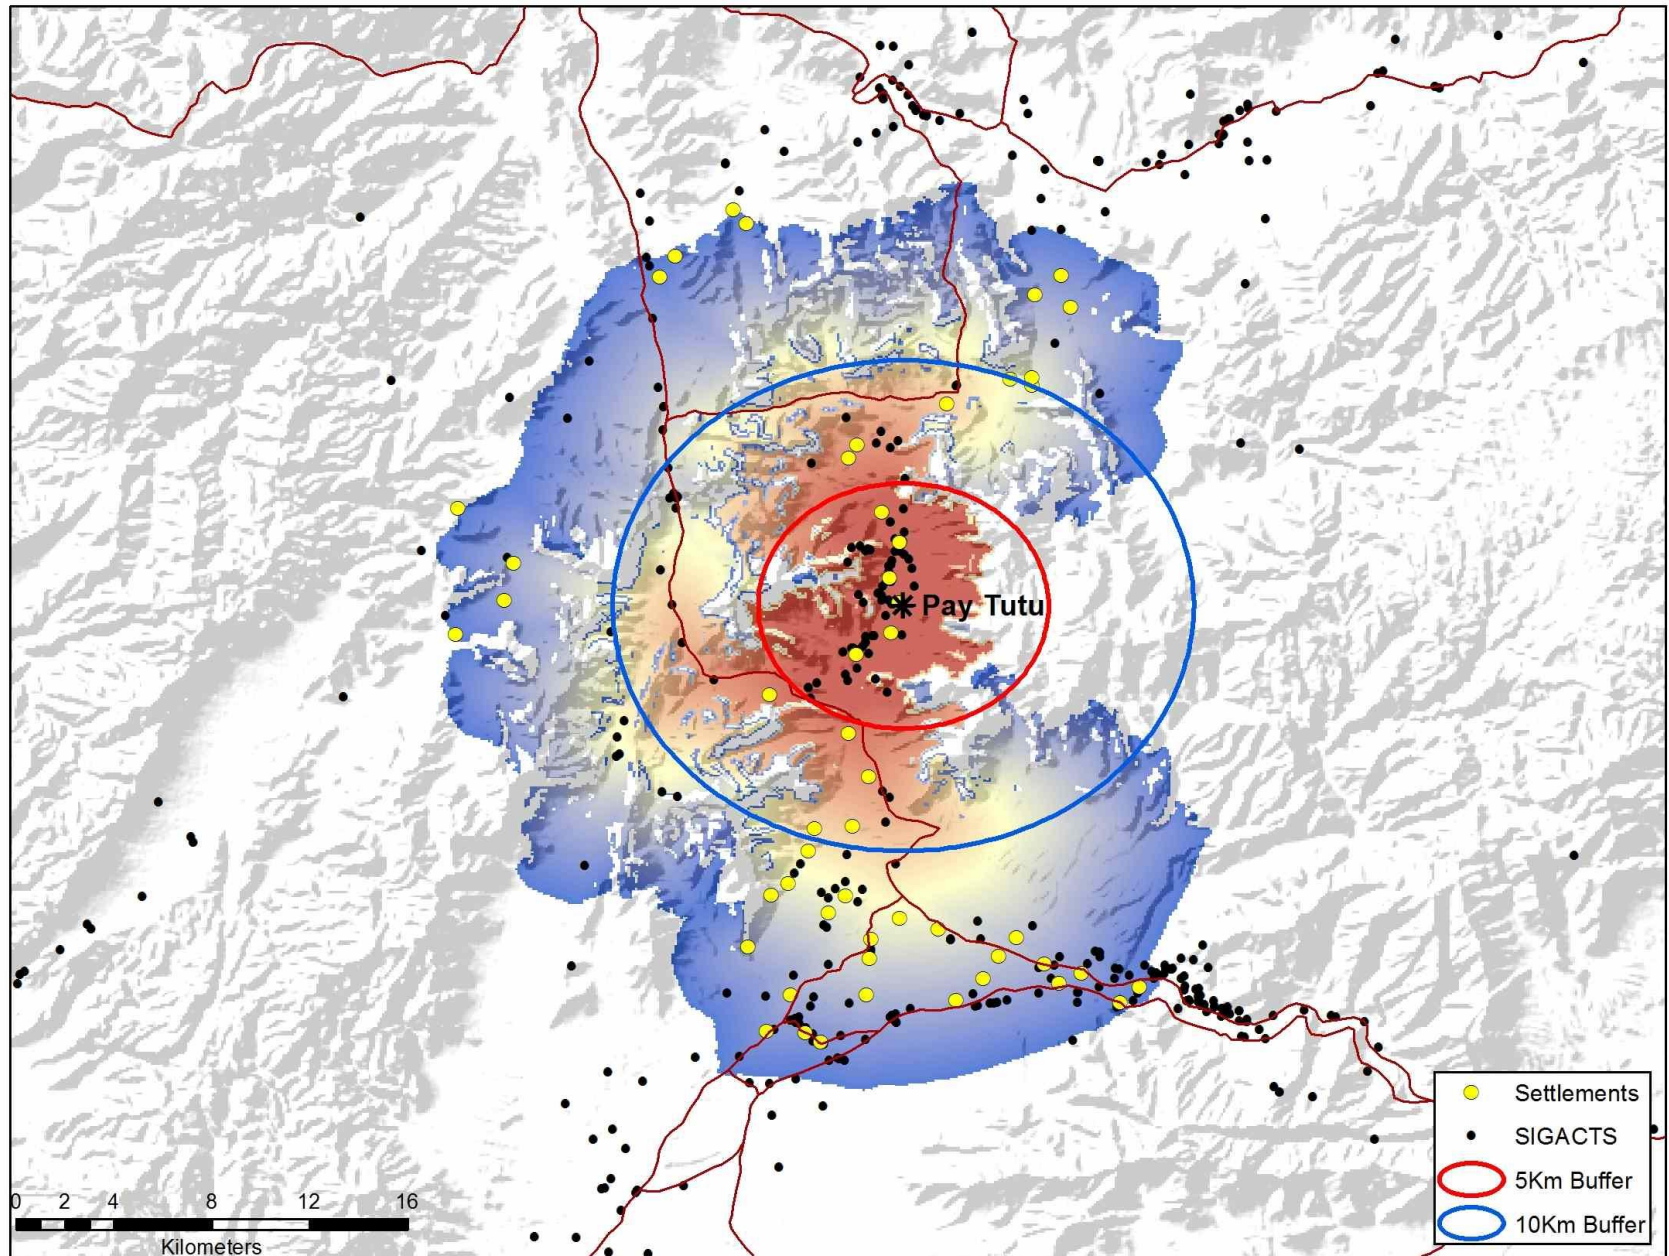 Pay Tutu
Settlements
SIGACTS
5Km Buffer
10Km Buffer
0 2 4 8 12 16
Kilometers